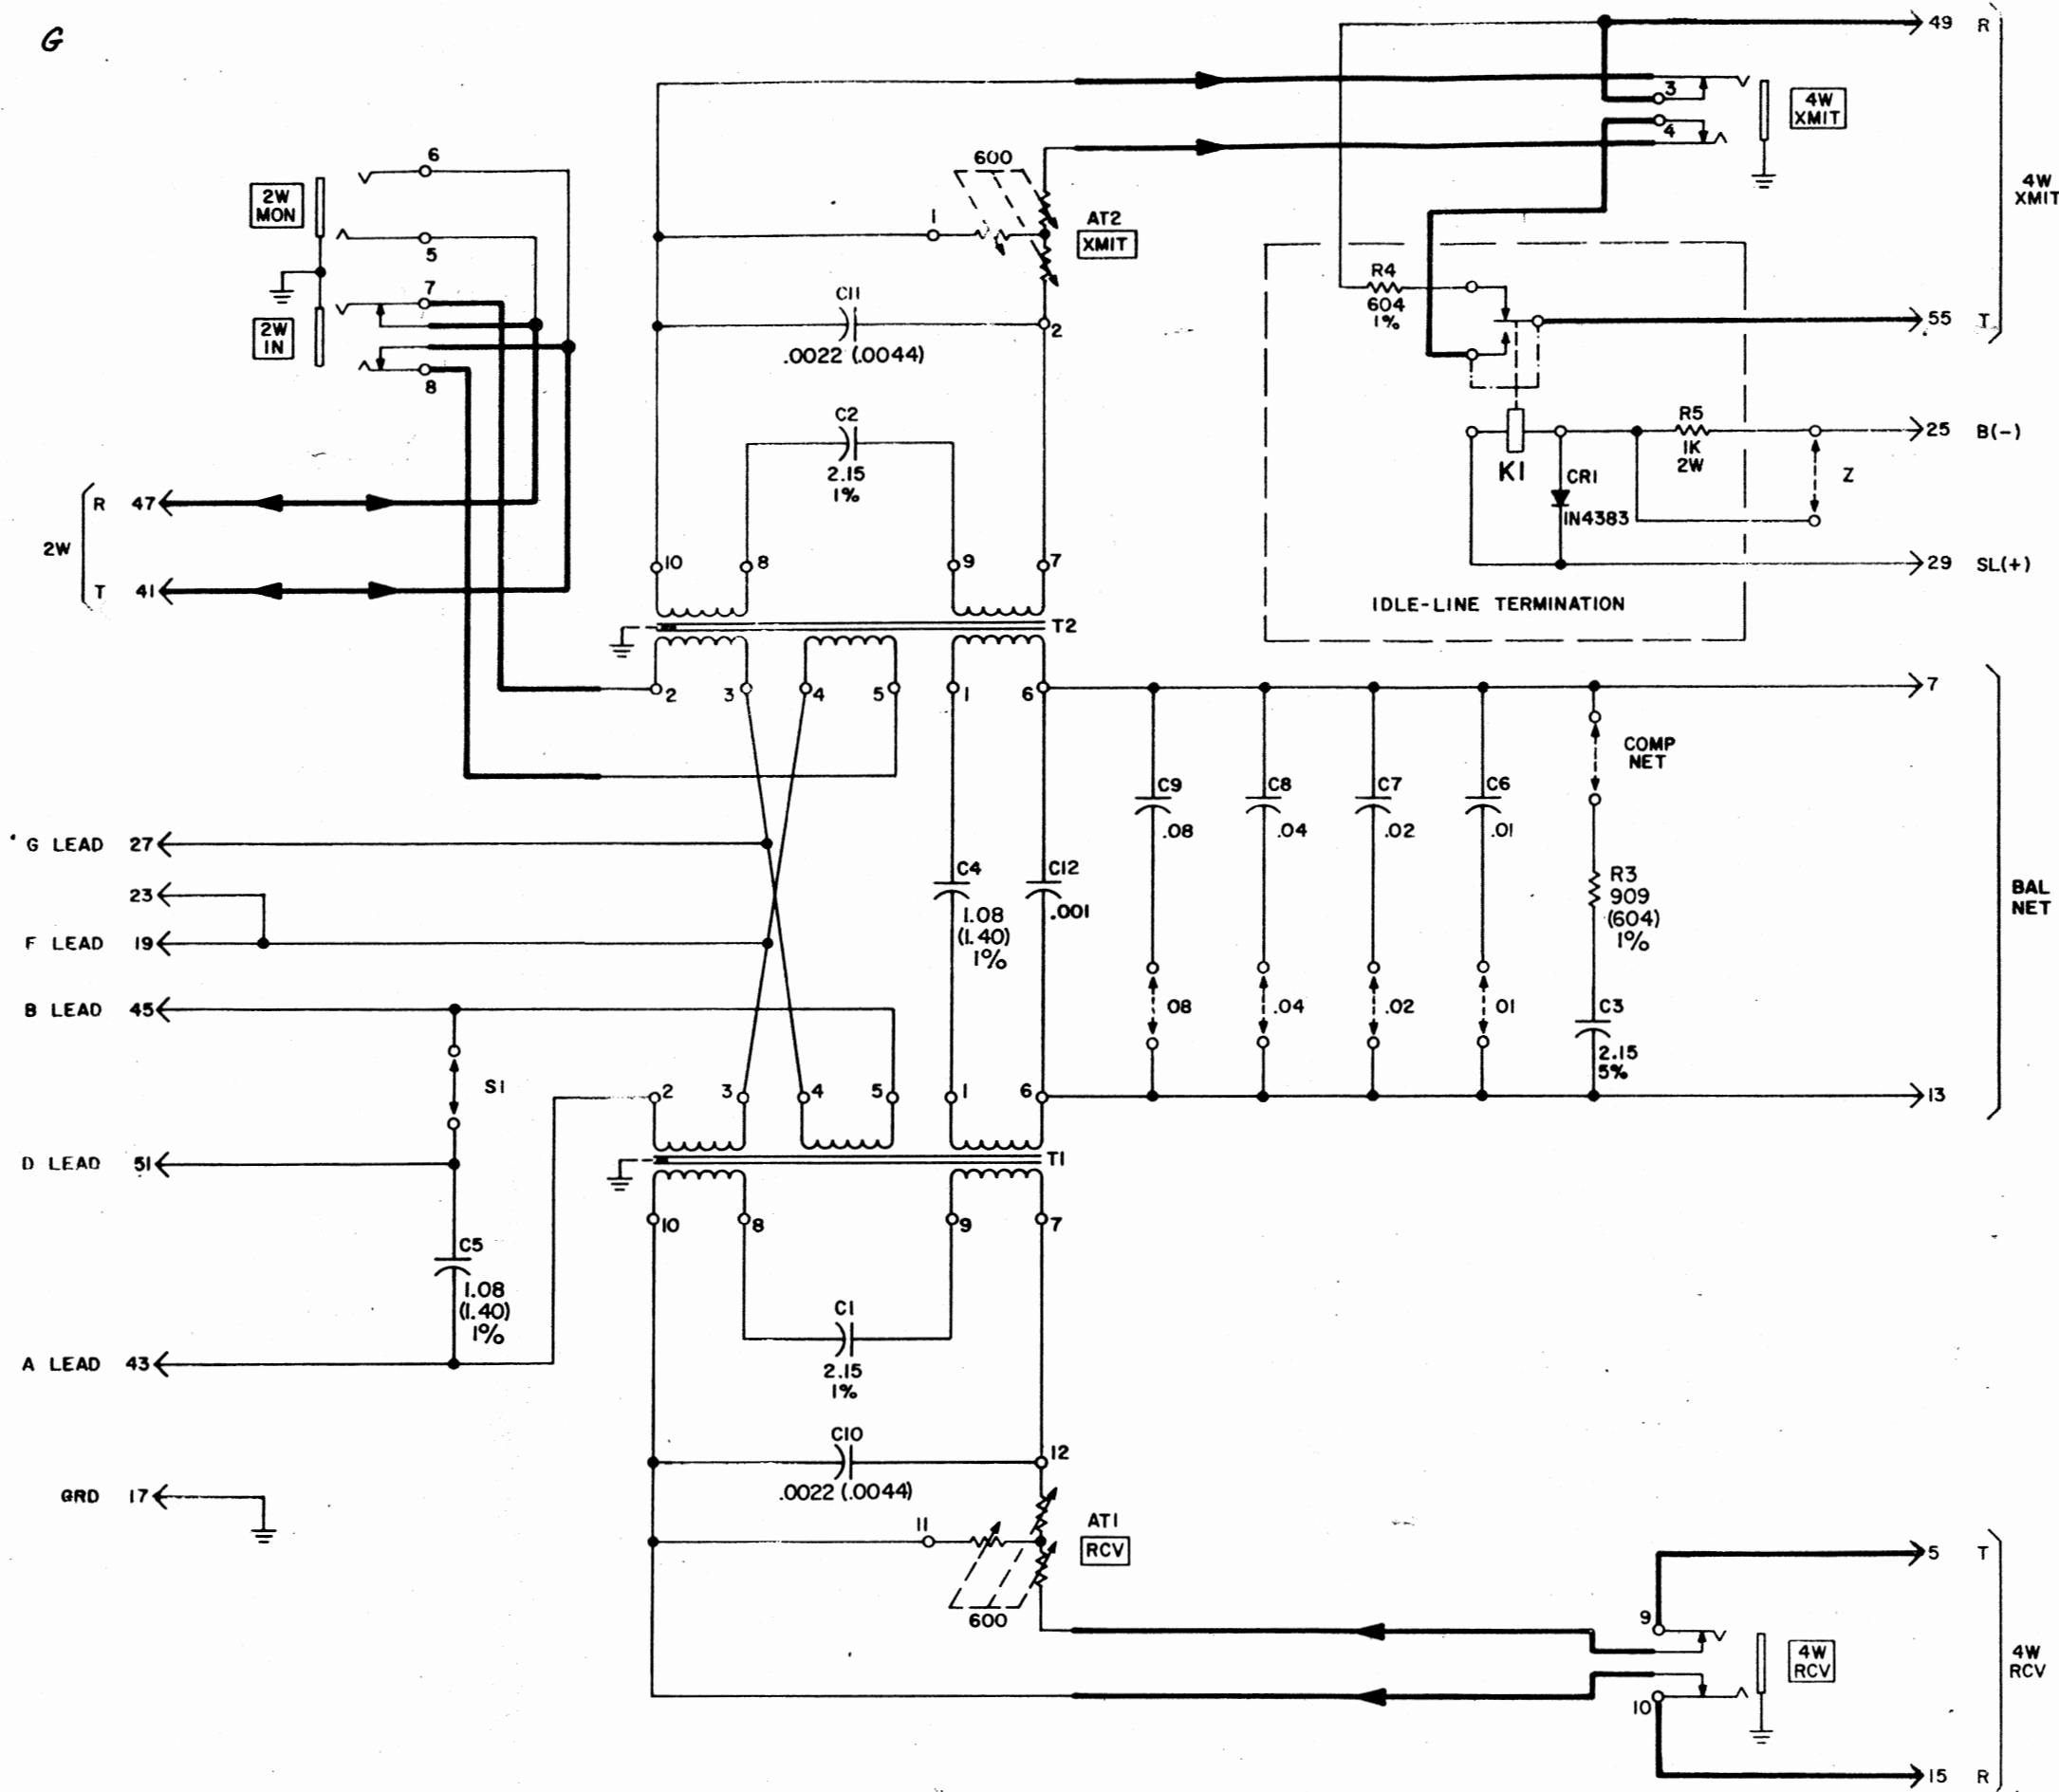 G
49 R
3
4W
XMIT
4
6
600
2W
MON
1
AT2
XMIT
4W
XMIT
5
7
R4
604
1%
C11
.0022 (.0044)
2
2W
IN
8
55 T
C2
2.15
1%
R5
1K
2W
25 B(-)
K1
CR1
IN4383
Z
R 47
2W
T 41
10
8
9
7
29 SL(+)
IDLE-LINE TERMINATION
T2
2
3
4
5
1
6
7
COMP
NET
C9
.08
C8
.04
C7
.02
C6
.01
G LEAD 27
C4
1.08
(1.40)
1%
C12
.001
R3
909
(604)
1%
BAL
NET
23
F LEAD 19
B LEAD 45
08
.04
.02
01
C3
2.15
5%
S1
2
3
4
5
1
6
13
D LEAD 51
T1
10
8
9
7
C5
1.08
(1.40)
1%
C1
2.15
1%
A LEAD 43
C10
.0022 (.0044)
12
GRD 17
11
AT1
RCV
600
5 T
9
4W
RCV
4W
RCV
10
15 R